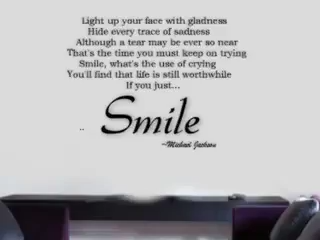 Light up your face with gladness
Hide every trace of sadness
Although a tear may be ever so near
That's the time you must keep on trying
Smile, what's the use of crying
You'll find that life is still worthwhile
If you just...
Smile
~Michael Jackson